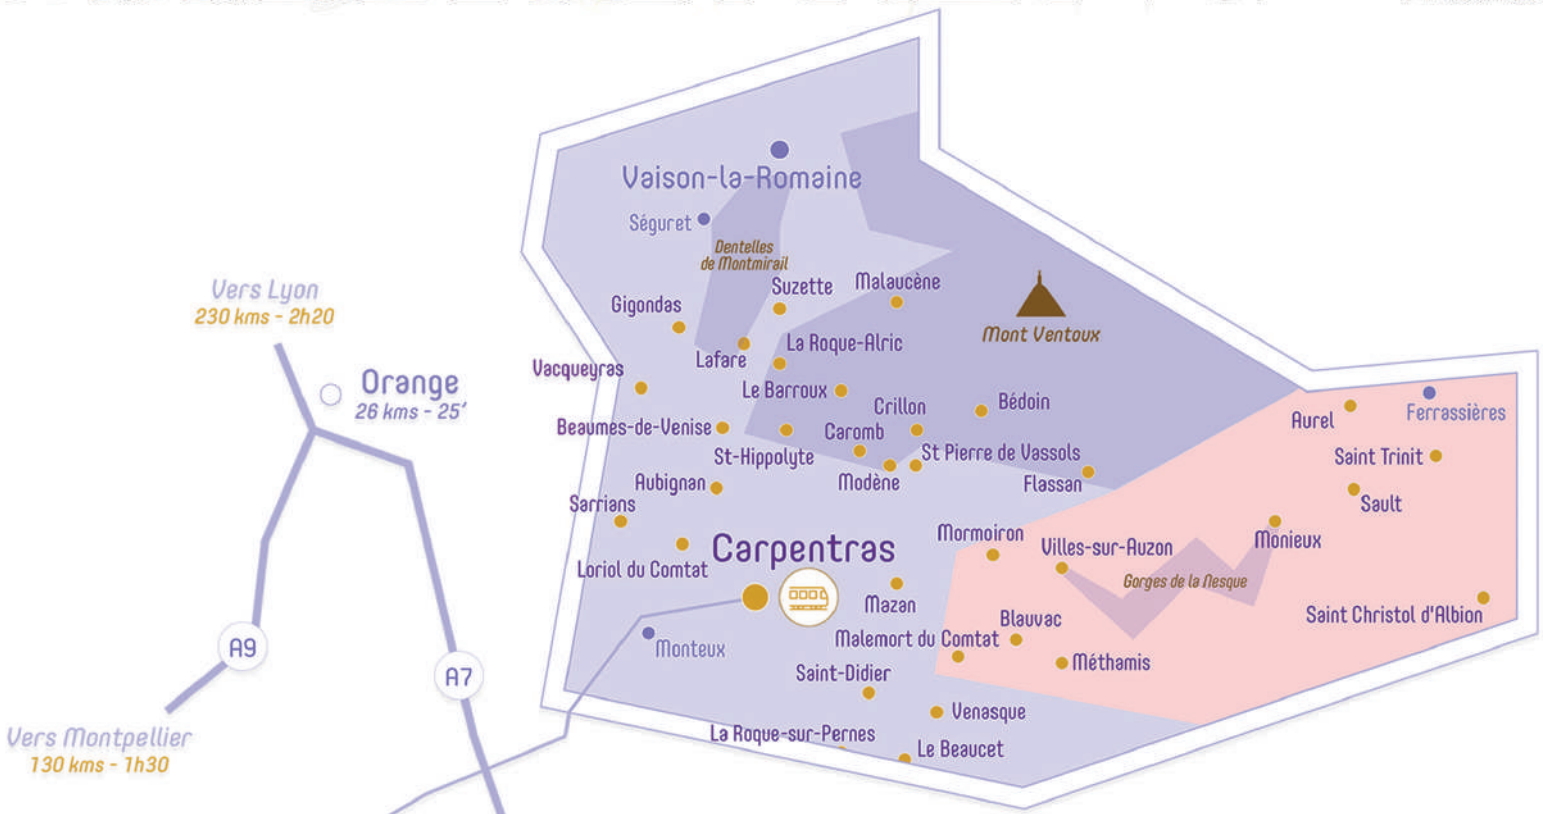 Vaison-la-Romaine
Séguret
Dentelles
de Montmirail
Suzette
Malaucène
Vers Lyon
230 kms - 2h20
Gigondas
Mont Ventoux
La Roque-Alric
Lafare
Vacqueyras
Orange
26 kms - 25'
Le Barroux
Crillon
Bédoin
Aurel
Ferrassières
Beaumes-de-Venise
Caromb
St-Hippolyte
St Pierre de Vassols
Saint Trinit
Aubignan
Modène
Flassan
Sarrians
Sault
Carpentras
Mormoiron
Villes-sur-Auzon
Monieux
Loriol du Comtat
Gorges de la Nesque
Mazan
Saint Christol d'Albion
Blauvac
A9
Monteux
Malemort du Comtat
Méthamis
A7
Saint-Didier
Venasque
Vers Montpellier
130 kms - 1h30
La Roque-sur-Pernes
Le Beaucet